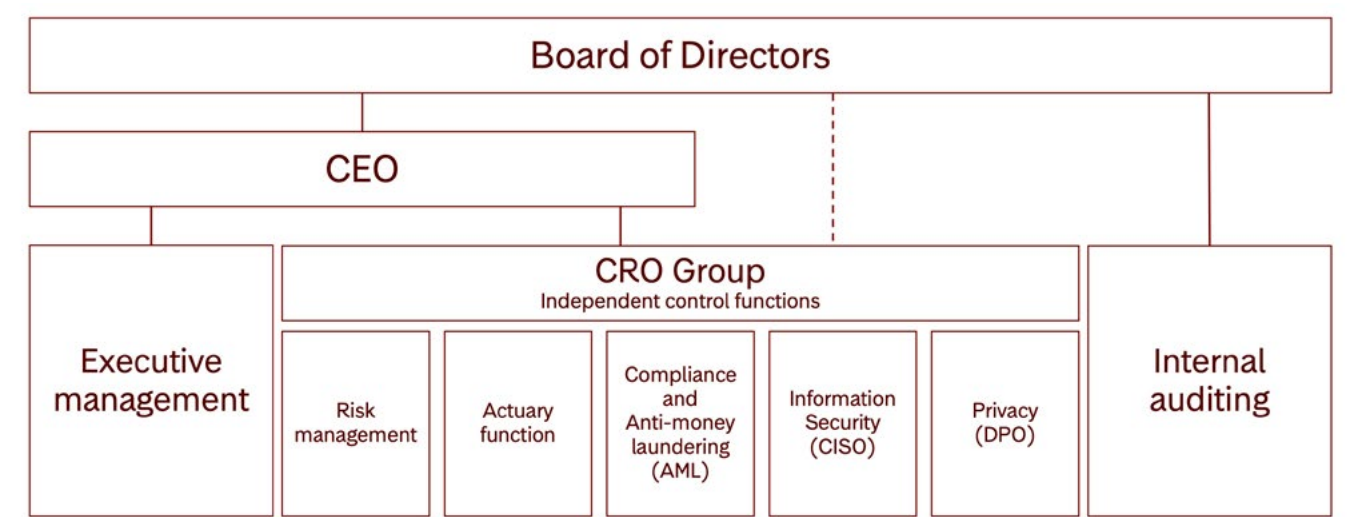 Board of Directors
CEO
CRO Group
Independent control functions
Executive
management
Risk
management
Actuary
function
Compliance
and
Anti-money
laundering
(AML)
Information
Security
(CISO)
Privacy
(DPO)
Internal
auditing